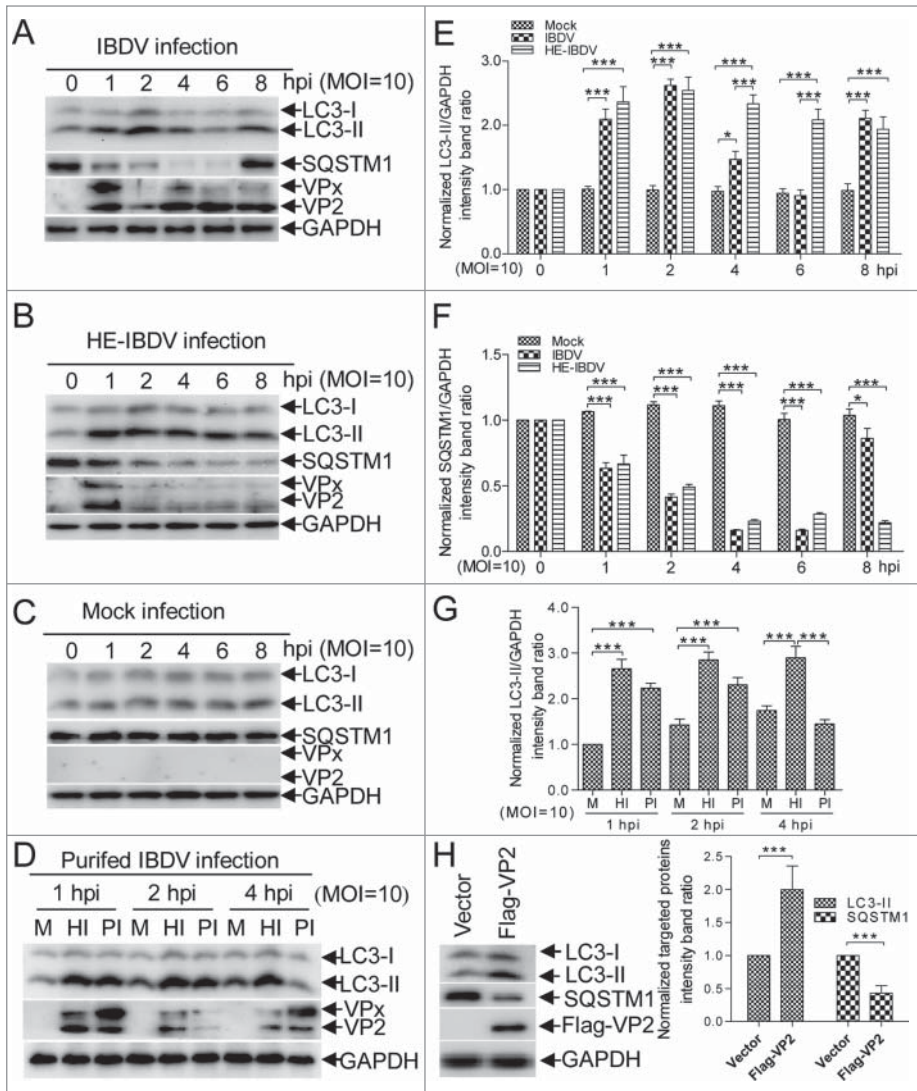 A
IBDV infection
0 1 2 4 6 8 hpi (MOI=10)
LC3-I
LC3-II
SQSTM1
VPx
VP2
GAPDH
B
HE-IBDV infection
0 1 2 4 6 8 hpi (MOI=10)
LC3-I
LC3-II
SQSTM1
VPx
VP2
GAPDH
C
Mock infection
0 1 2 4 6 8 hpi (MOI=10)
LC3-I
LC3-II
SQSTM1
VPx
VP2
GAPDH
D
Purifed IBDV infection
1 hpi 2 hpi 4 hpi (MOI=10)
M HI PI M HI PI M HI PI
LC3-I
LC3-II
VPx
VP2
GAPDH
E
Mock
IBDV
HE-IBDV
Normalized LC3-II/GAPDH
intensity band ratio
3.0
2.0
1.0
0.0
*** *** *** *** ***
*** *** *** *** ***
*
(MOI=10) 0 1 2 4 6 8 hpi
F
Mock
IBDV
HE-IBDV
Normalized SQSTM1/GAPDH
intensity band ratio
1.5
1.0
0.5
0.0
*** *** *** *** ***
*** *** *** *** *
(MOI=10) 0 1 2 4 6 8 hpi
G
Normalized LC3-II/GAPDH
intensity band ratio
4.0
3.0
2.0
1.0
0.0
*** *** *** ***
*** ***
M HI PI M HI PI M HI PI
(MOI=10) 1 hpi 2 hpi 4 hpi
H
Vector
Flag-VP2
LC3-I
LC3-II
SQSTM1
Flag-VP2
GAPDH
Normalized targeted proteins
intensity band ratio
2.5
2.0
1.5
1.0
0.5
0.0
***
LC3-II
SQSTM1
***
Vector Flag-VP2 Vector Flag-VP2